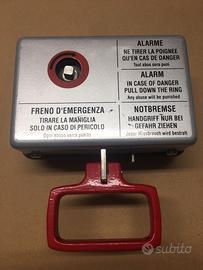 ALARME
NE TIRER LA POIGNEE
QU'EN CAS DE DANGER
Tout abus sera puni
ALARM
IN CASE OF DANGER
PULL DOWN THE RING
Any abuse will be punished
FRENO D'EMERGENZA
TIRARE LA MANIGLIA
SOLO IN CASO DI PERICOLO
Ogni abuso verrà punito
NOTBREMSE
HANDGRIFF NUR BEI
GEFAHR ZIEHEN
Jeder Missbrauch wird bestraft
subito